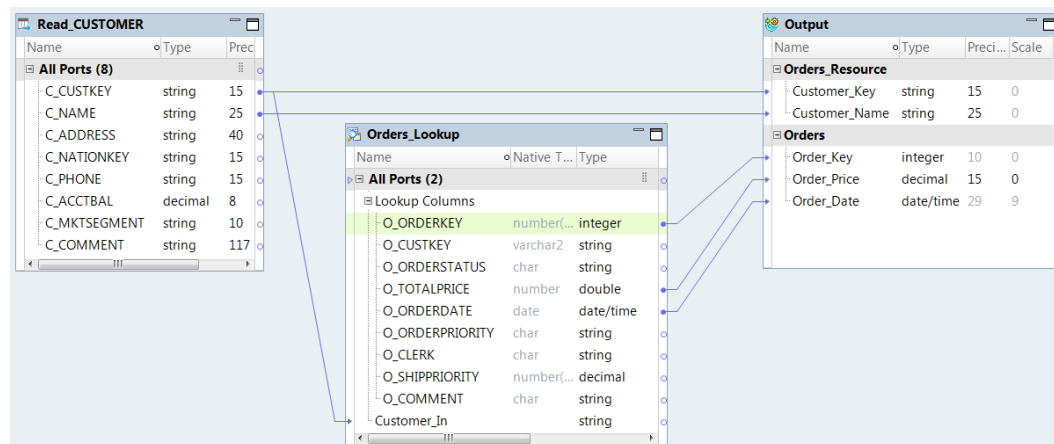 Read_CUSTOMER
Name Type Prec
All Ports (8)
C_CUSTKEY string 15
C_NAME string 25
C_ADDRESS string 40
C_NATIONKEY string 15
C_PHONE string 15
C_ACCTBAL decimal 8
C_MKTSEGMENT string 10
C_COMMENT string 117
Orders_Lookup
Name Native T... Type
All Ports (2)
Lookup Columns
O_ORDERKEY number(... integer
O_CUSTKEY varchar2 string
O_ORDERSTATUS char string
O_TOTALPRICE number double
O_ORDERDATE date date/time
O_ORDERPRIORITY char string
O_CLERK char string
O_SHIPPRIORITY number(... decimal
O_COMMENT char string
Customer_In string
Output
Name Type Preci... Scale
Orders_Resource
Customer_Key string 15 0
Customer_Name string 25 0
Orders
Order_Key integer 10 0
Order_Price decimal 15 0
Order_Date date/time 29 9